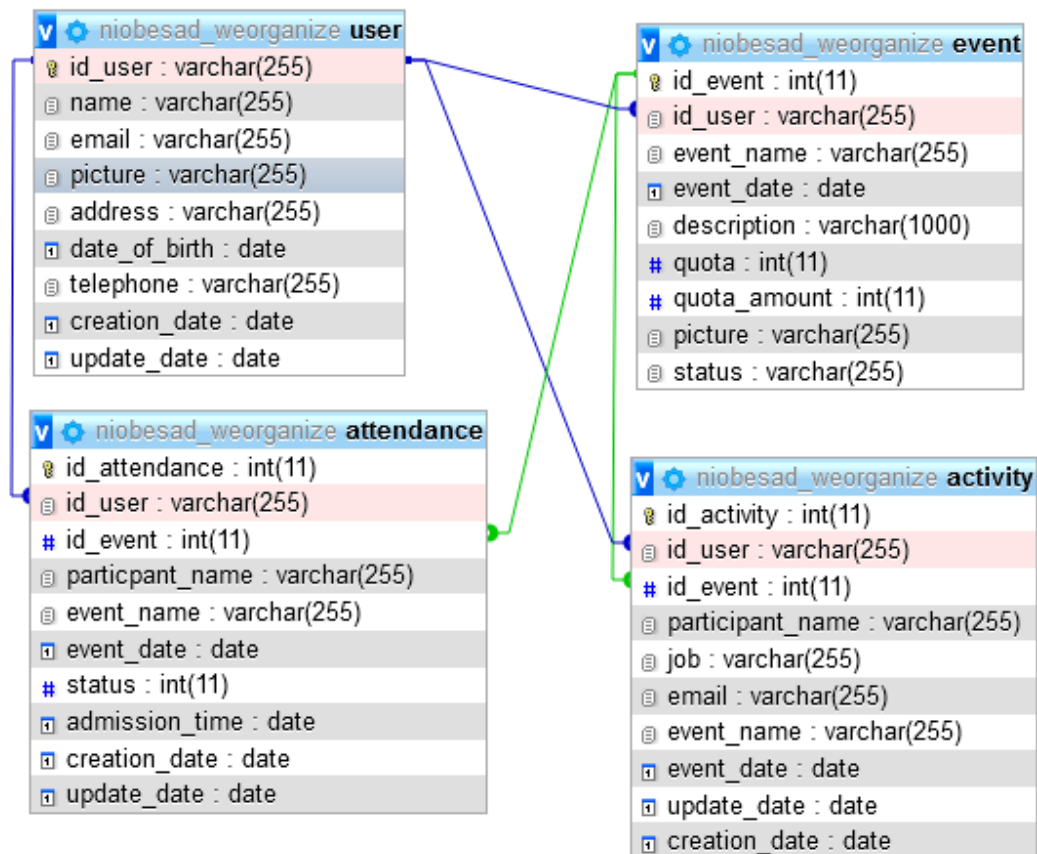 v niobesad_weorganize user
id_user : varchar(255)
name : varchar(255)
email : varchar(255)
picture : varchar(255)
address : varchar(255)
date_of_birth : date
telephone : varchar(255)
creation_date : date
update_date : date
v niobesad_weorganize event
id_event : int(11)
id_user : varchar(255)
event_name : varchar(255)
event_date : date
description : varchar(1000)
# quota : int(11)
# quota_amount : int(11)
picture : varchar(255)
status : varchar(255)
v niobesad_weorganize attendance
id_attendance : int(11)
id_user : varchar(255)
# id_event : int(11)
particpant_name : varchar(255)
event_name : varchar(255)
event_date : date
# status : int(11)
admission_time : date
creation_date : date
update_date : date
v niobesad_weorganize activity
id_activity : int(11)
id_user : varchar(255)
# id_event : int(11)
participant_name : varchar(255)
job : varchar(255)
email : varchar(255)
event_name : varchar(255)
event_date : date
update_date : date
creation_date : date